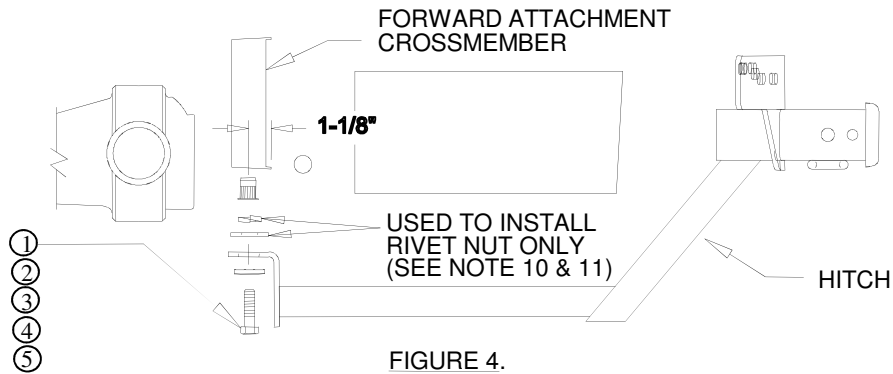 FORWARD ATTACHMENT
CROSSMEMBER
1-1/8"
USED TO INSTALL
RIVET NUT ONLY
(SEE NOTE 10 & 11)
HITCH
1
2
3
4
5
FIGURE 4.